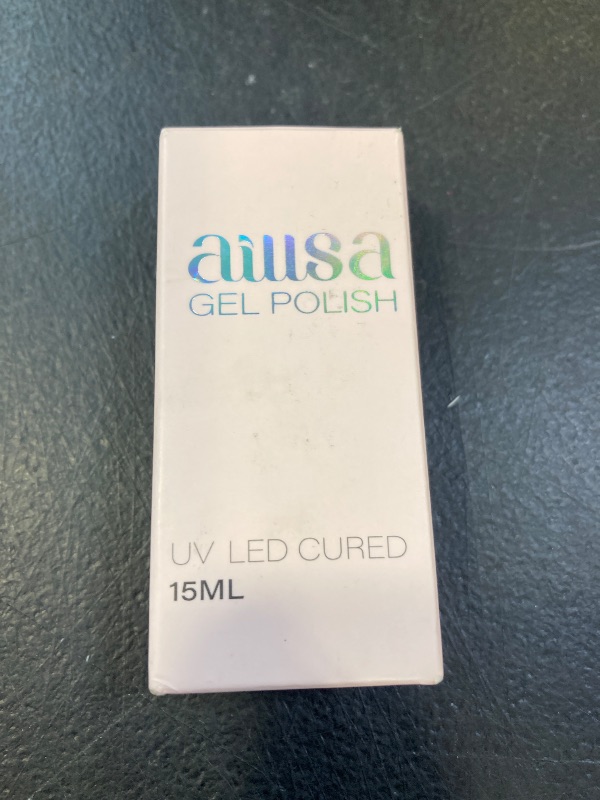 aiusa
GEL POLISH
UV LED CURED
15ML